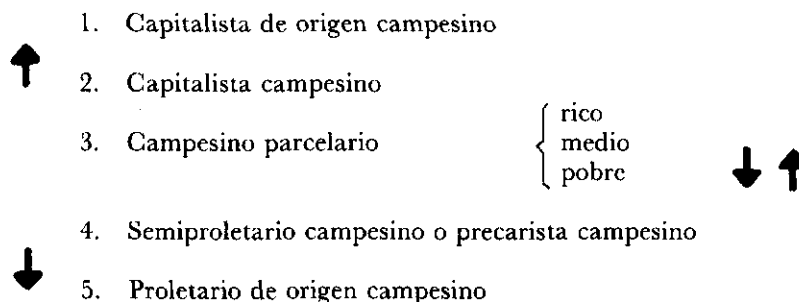 1. Capitalista de origen campesino
2. Capitalista campesino
3. Campesino parcelario
rico
medio
pobre
4. Semiproletario campesino o precarista campesino
5. Proletario de origen campesino